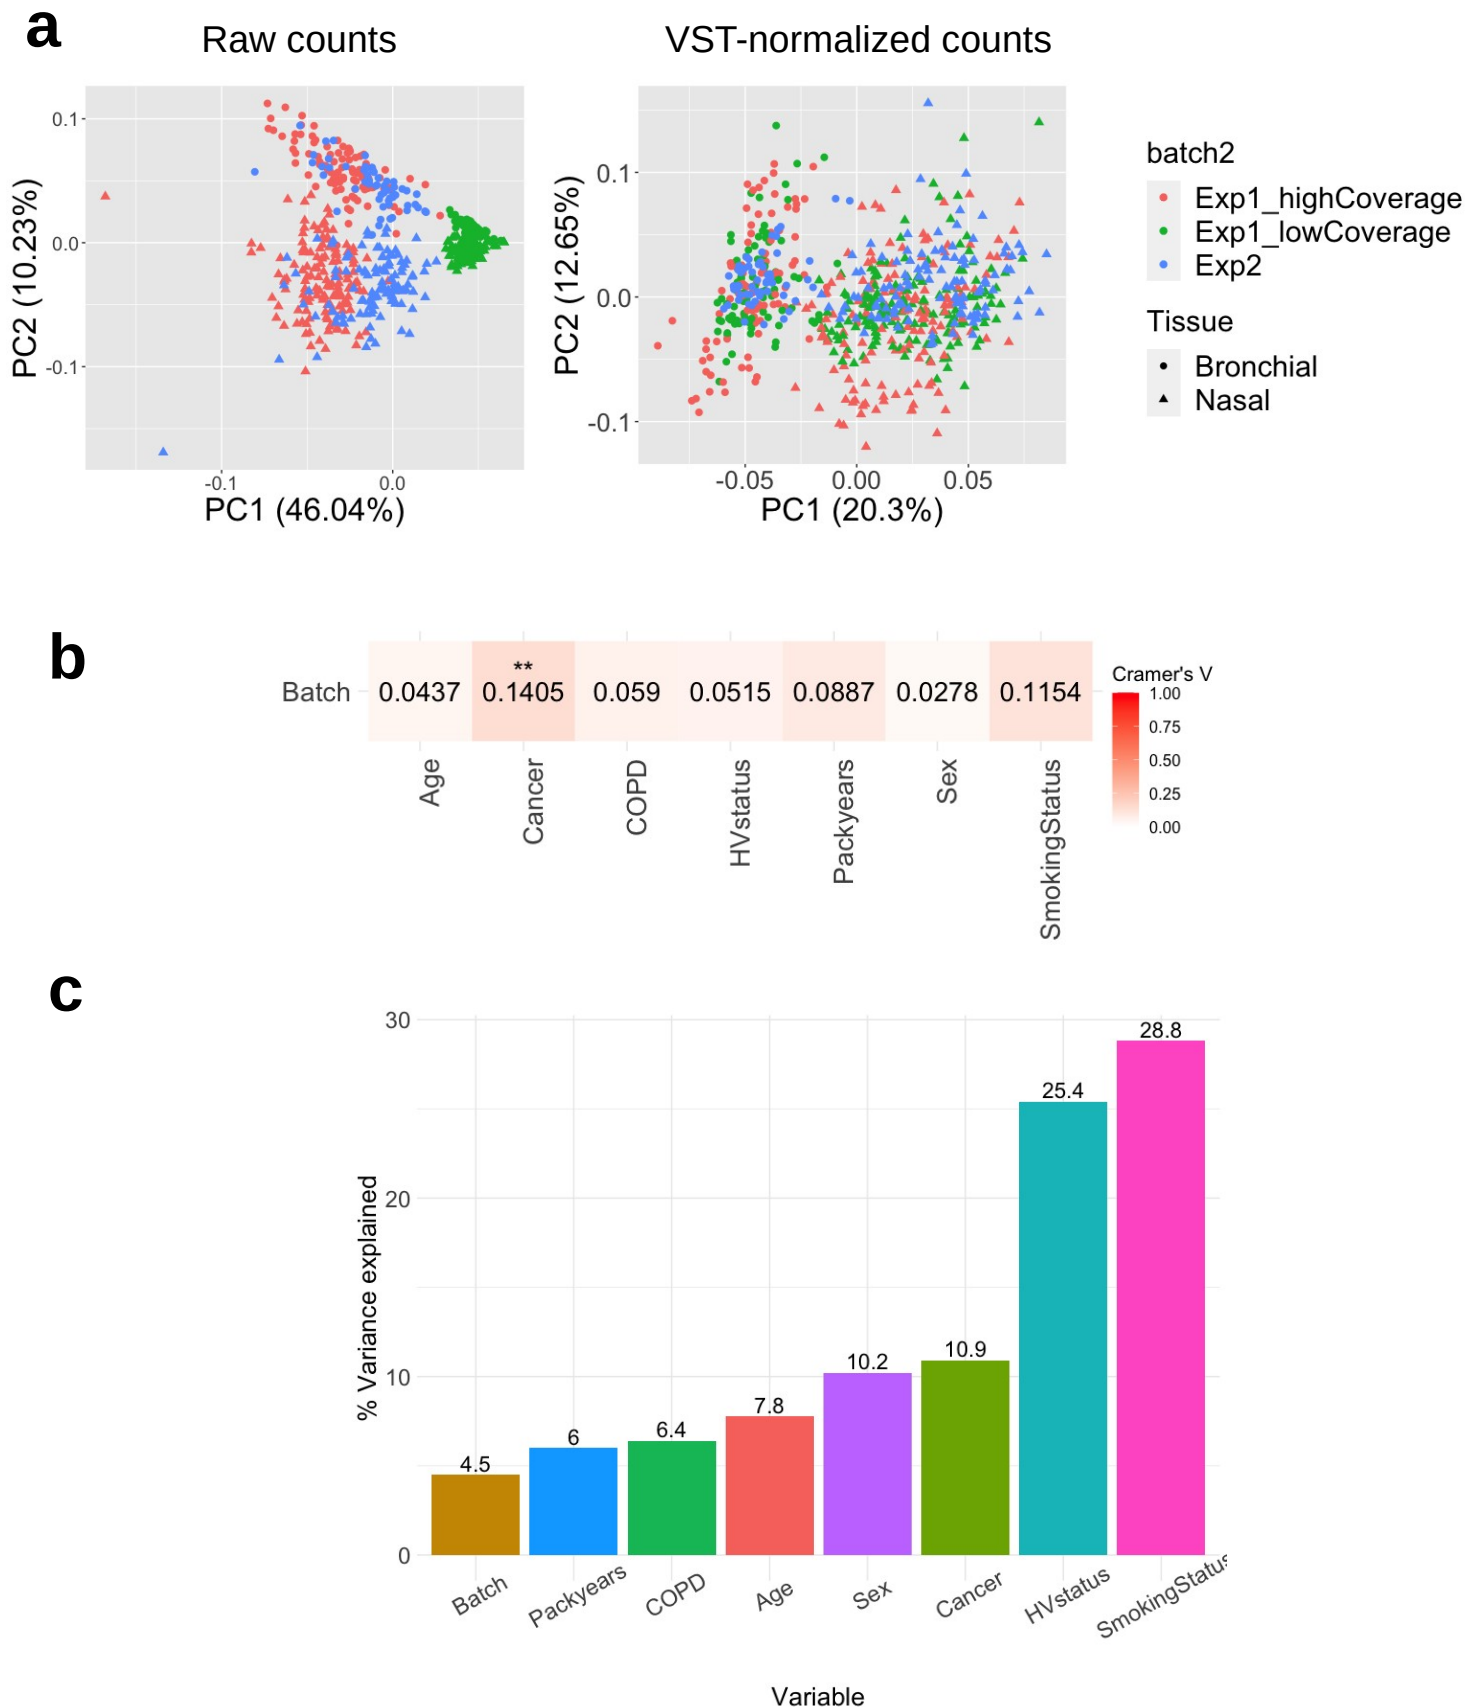 a
Raw counts
VST-normalized counts
PC2 (10.23%)
0.1
0.0
-0.1
-0.1
0.0
PC1 (46.04%)
PC2 (12.65%)
0.1
0.0
-0.1
-0.05
0.00
0.05
PC1 (20.3%)
batch2
Exp1_highCoverage
Exp1_lowCoverage
Exp2
Tissue
Bronchial
Nasal
b
Batch
0.0437
**
0.1405
0.059
0.0515
0.0887
0.0278
0.1154
Age
Cancer
COPD
HVstatus
Packyears
Sex
SmokingStatus
Cramer's V
1.00
0.75
0.50
0.25
0.00
c
% Variance explained
30
20
10
0
4.5
6
6.4
7.8
10.2
10.9
25.4
28.8
Batch
Packyears
COPD
Age
Sex
Cancer
HVstatus
SmokingStatus
Variable